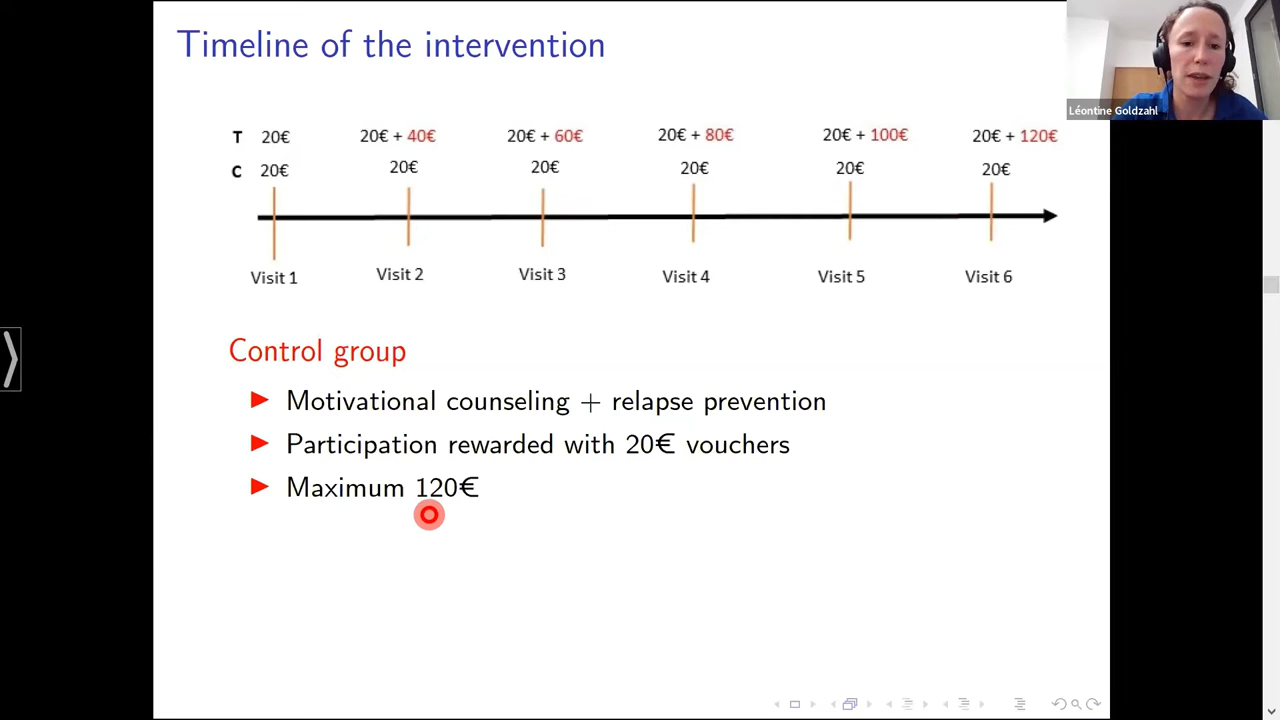 Timeline of the intervention
Léontine Goldzahl
T 20€ 20€ + 40€ 20€ + 60€ 20€ + 80€ 20€ + 100€ 20€ + 120€
C 20€ 20€ 20€ 20€ 20€ 20€
Visit 1 Visit 2 Visit 3 Visit 4 Visit 5 Visit 6
Control group
Motivational counseling + relapse prevention
Participation rewarded with 20€ vouchers
Maximum 120€